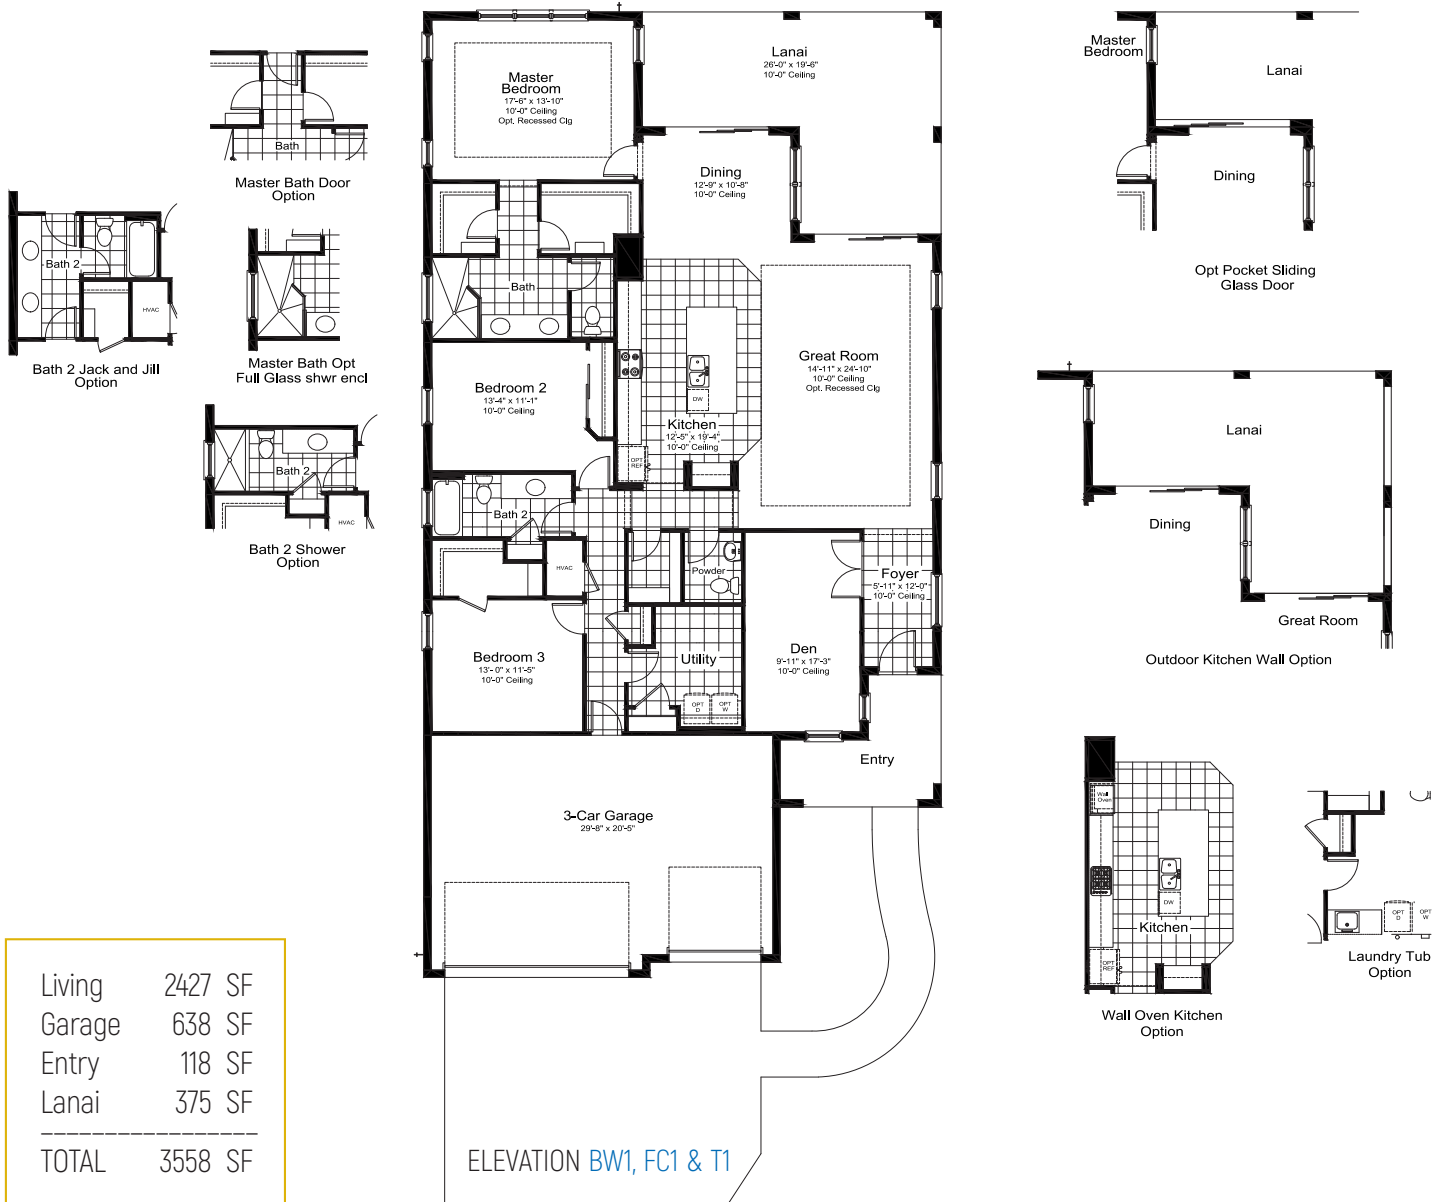 Bath
Master Bath Door
Option
Bath 2
HVAC
Bath 2 Jack and Jill
Option
Master Bath Opt
Full Glass shwr encl
Bath 2
HVAC
Bath 2 Shower
Option
Master
Bedroom
17'-6" x 13'-10"
10'-0" Ceiling
Opt. Recessed Clg
Lanai
26'-0" x 19'-6"
10'-0" Ceiling
Dining
12'-9" x 10'-8"
10'-0" Ceiling
Bath
Great Room
14'-11" x 24'-10"
10'-0" Ceiling
Opt. Recessed Clg
Bedroom 2
13'-4" x 11'-1"
10'-0" Ceiling
DW
Kitchen
12'-5" x 19'-4"
10'-0" Ceiling
OPT
REF
Bath 2
HVAC
Powder
Foyer
5'-11" x 12'-0"
10'-0" Ceiling
Bedroom 3
13'-0" x 11'-5"
10'-0" Ceiling
Utility
OPT
D
OPT
W
Den
9'-11" x 17'-3"
10'-0" Ceiling
Entry
3-Car Garage
29'-8" x 20'-5"
Master
Bedroom
Lanai
Dining
Opt Pocket Sliding
Glass Door
Lanai
Dining
Great Room
Outdoor Kitchen Wall Option
Wall
Oven
DW
Kitchen
OPT
REF
Wall Oven Kitchen
Option
OPT
D
OPT
W
Laundry Tub
Option
Living 2427 SF
Garage 638 SF
Entry 118 SF
Lanai 375 SF
TOTAL 3558 SF
ELEVATION BW1, FC1 & T1